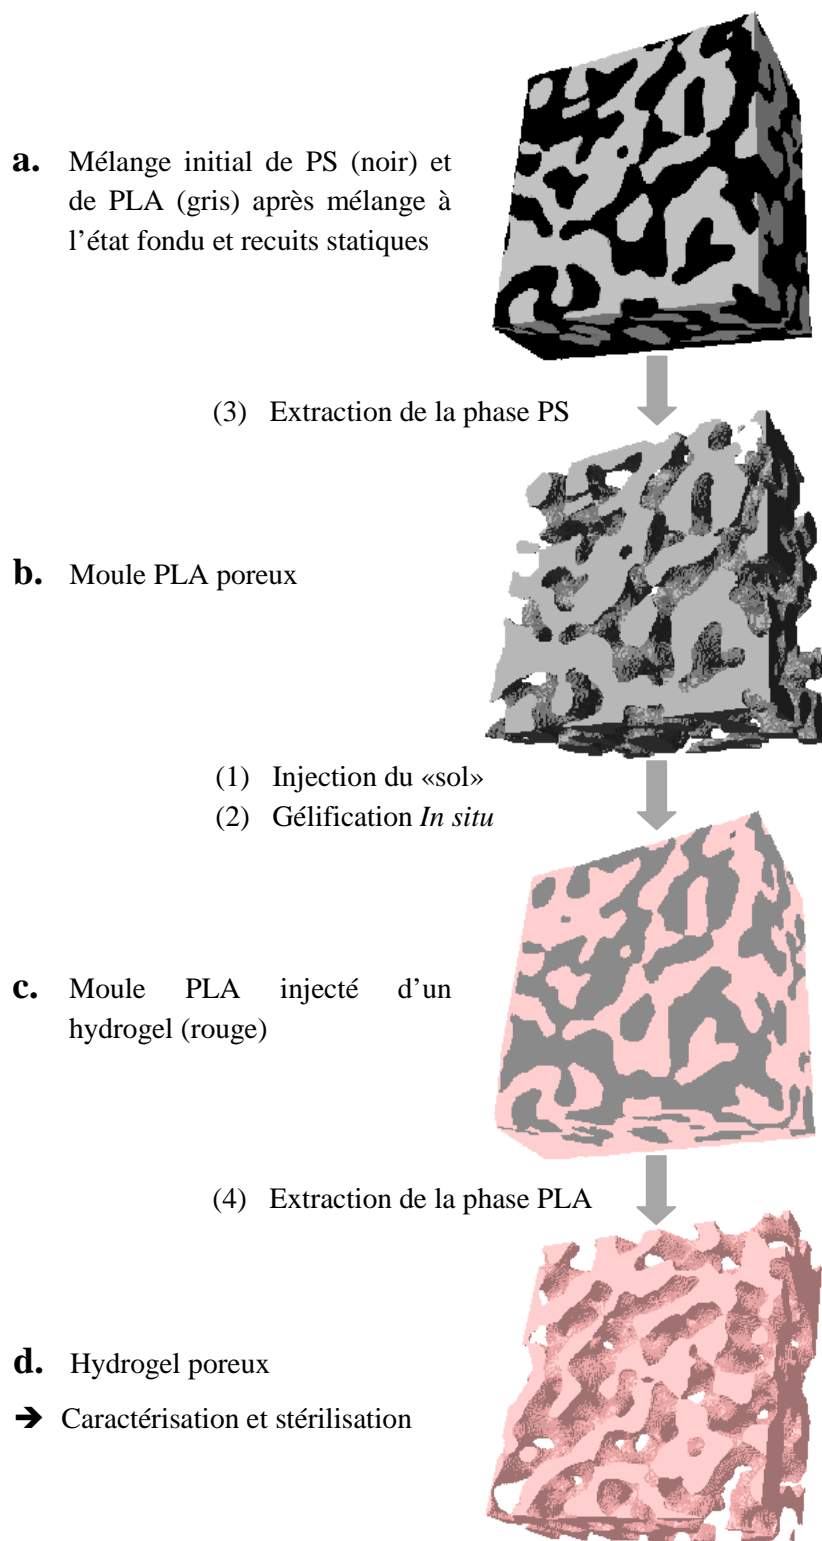 a. Mélange initial de PS (noir) et
de PLA (gris) après mélange à
l’état fondu et recuits statiques
(3) Extraction de la phase PS
b. Moule PLA poreux
(1) Injection du «sol»
(2) Gélification In situ
c. Moule PLA injecté d’un
hydrogel (rouge)
(4) Extraction de la phase PLA
d. Hydrogel poreux
➔ Caractérisation et stérilisation